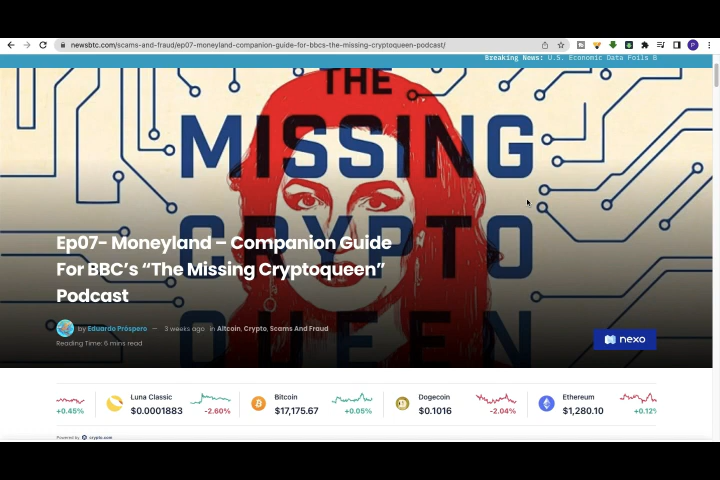 newsbtc.com/scams-and-fraud/ep07-moneyland-companion-guide-for-bbcs-the-missing-cryptoqueen-podcast/
Breaking News: U.S. Economic Data Foils B
THE
MISSING
CRYPTO
QUEEN
Ep07- Moneyland – Companion Guide
For BBC's “The Missing Cryptoqueen”
Podcast
by Eduardo Próspero — 3 weeks ago in Altcoin, Crypto, Scams And Fraud
Reading Time: 6 mins read
nexo
+0.45%
Luna Classic
$0.0001883 -2.60%
Bitcoin
$17,175.67 +0.05%
Dogecoin
$0.1016 -2.04%
Ethereum
$1,280.10 +0.12%
Powered by crypto.com